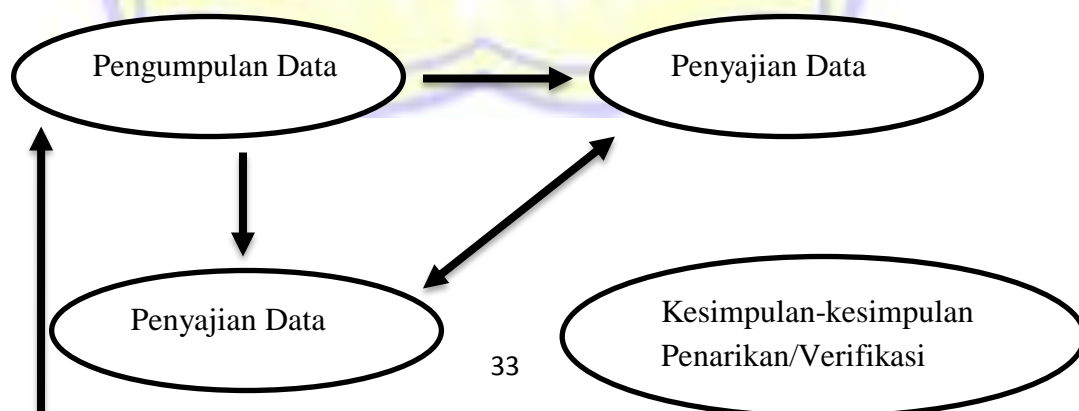 Pengumpulan Data
Penyajian Data
Penyajian Data
Kesimpulan-kesimpulan
Penarikan/Verifikasi
33